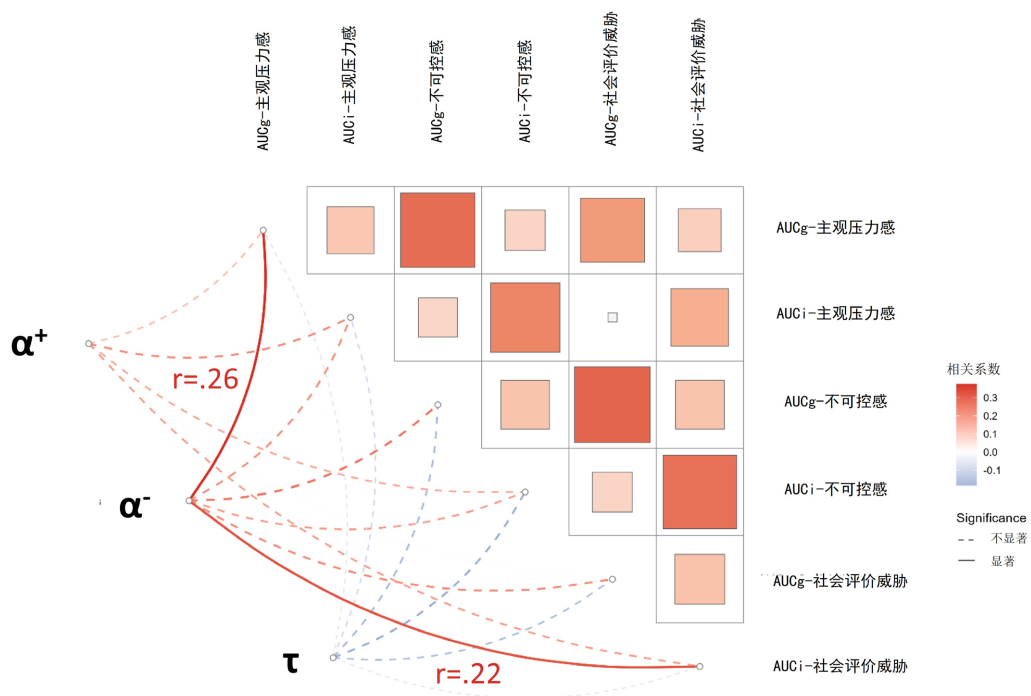 AUCg-主观压力感
AUCi-主观压力感
AUCg-不可控感
AUCi-不可控感
AUCg-社会评价威胁
AUCi-社会评价威胁
AUCg-主观压力感
AUCi-主观压力感
AUCg-不可控感
AUCi-不可控感
AUCg-社会评价威胁
AUCi-社会评价威胁
α+
r=.26
α-
τ
r=.22
相关系数
0.3
0.2
0.1
0.0
-0.1
Significance
不显著
显著